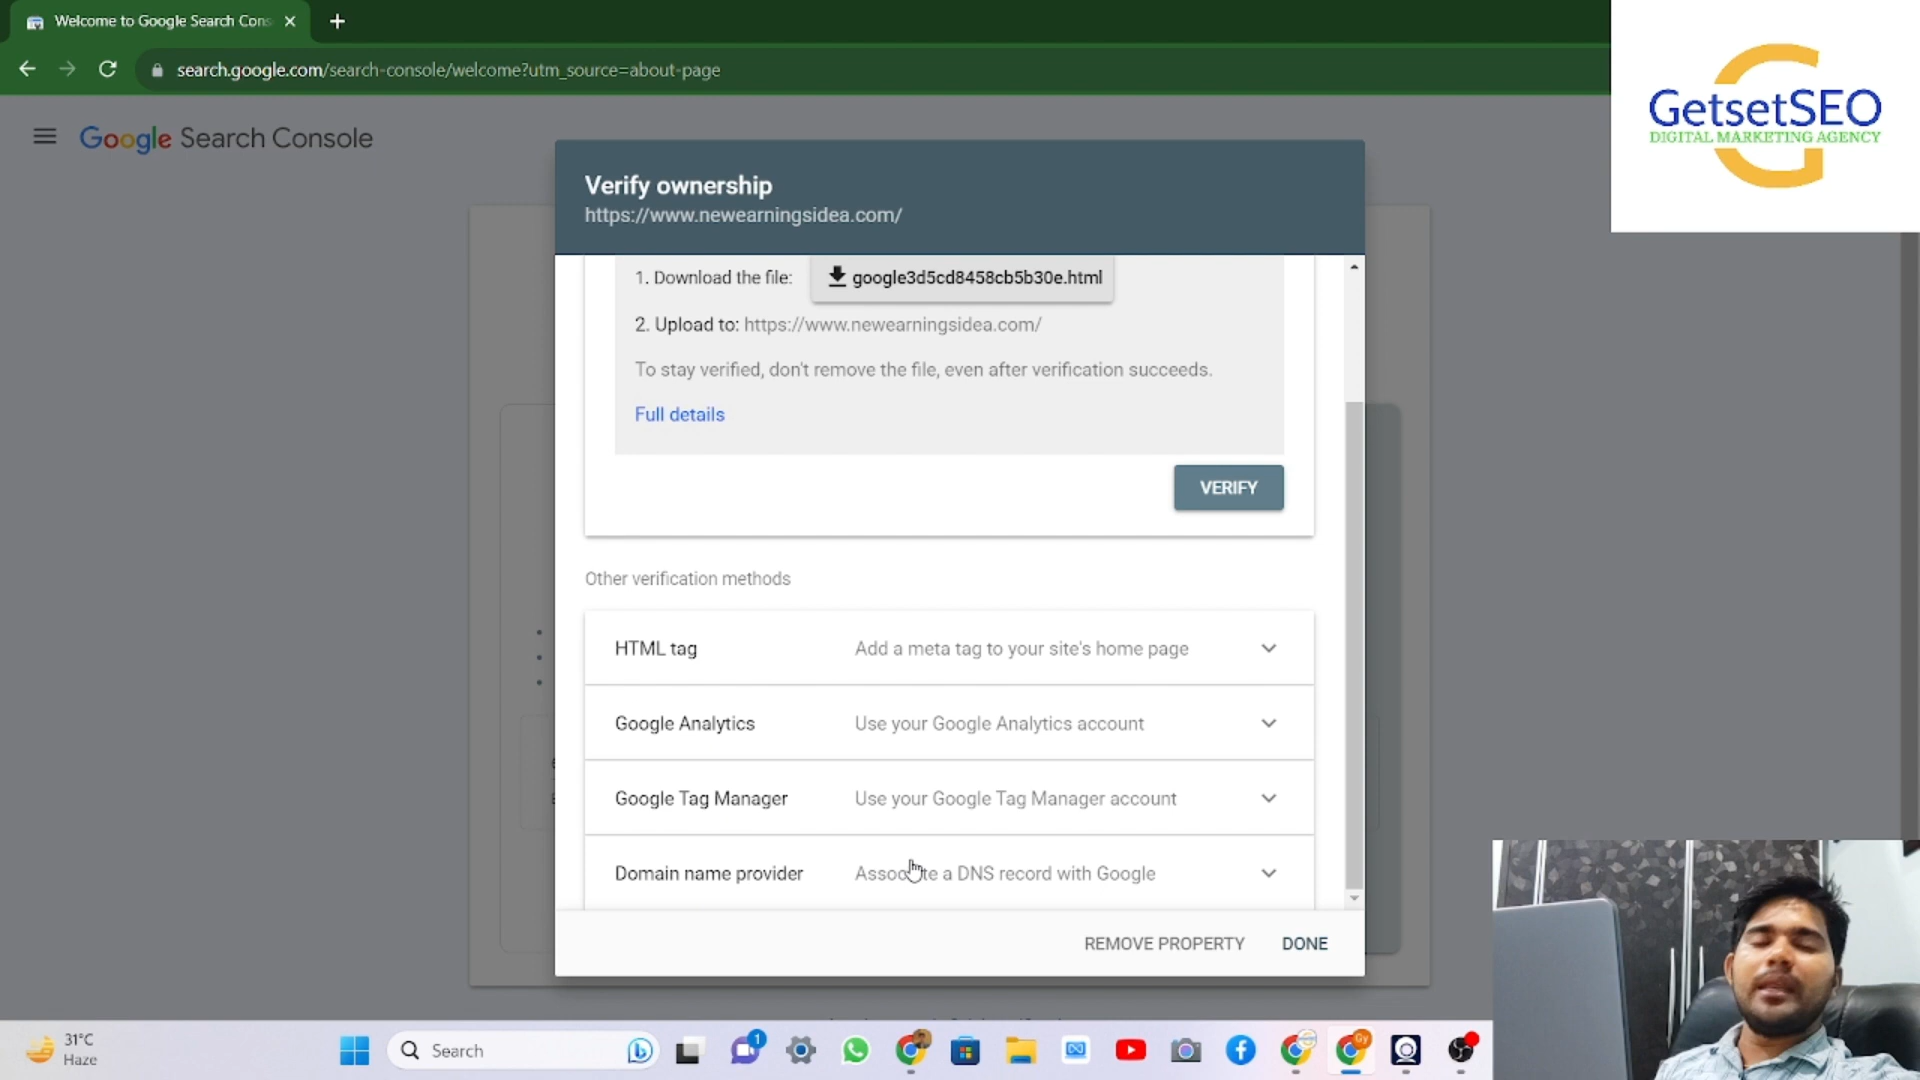 Welcome to Google Search Cons
search.google.com/search-console/welcome?utm_source=about-page
GetsetSEO
DIGITAL MARKETING AGENCY
Google Search Console
Verify ownership
https://www.newearningsidea.com/
1. Download the file: google3d5cd8458cb5b30e.html
2. Upload to: https://www.newearningsidea.com/
To stay verified, don't remove the file, even after verification succeeds.
Full details
VERIFY
Other verification methods
HTML tag Add a meta tag to your site's home page
Google Analytics Use your Google Analytics account
Google Tag Manager Use your Google Tag Manager account
Domain name provider Associate a DNS record with Google
REMOVE PROPERTY DONE
31°C
Haze
Search
1
Gy